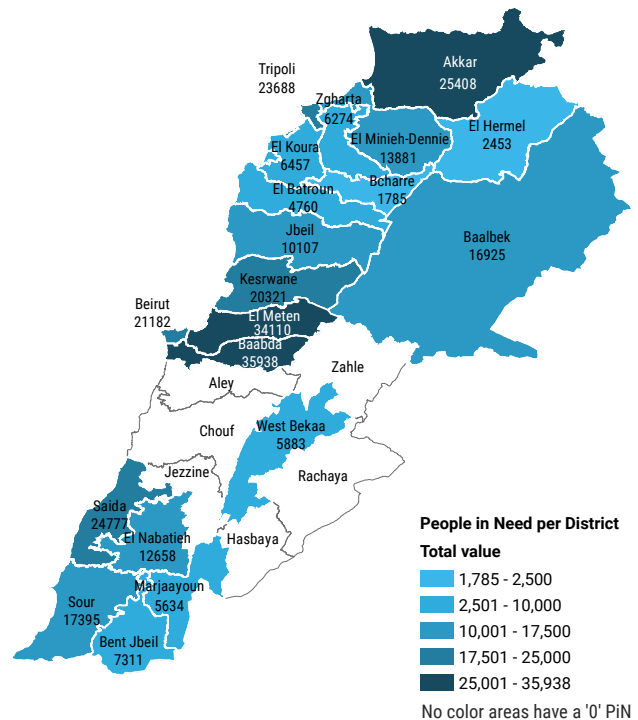 Akkar
25408
Tripoli
23688
Zgharta
6274
El Hermel
2453
El Minieh-Dennie
13881
El Koura
6457
Bcharre
1785
El Batroun
4760
Jbeil
10107
Baalbek
16925
Kesrwane
20321
Beirut
21182
El Meten
34110
Baabda
35938
Zahle
Aley
Chouf
West Bekaa
5883
Jezzine
Rachaya
Saida
24777
El Nabatieh
12658
Hasbaya
Marjaayoun
5634
Sour
17395
Bent Jbeil
7311
People in Need per District
Total value
1,785 - 2,500
2,501 - 10,000
10,001 - 17,500
17,501 - 25,000
25,001 - 35,938
No color areas have a '0' PiN